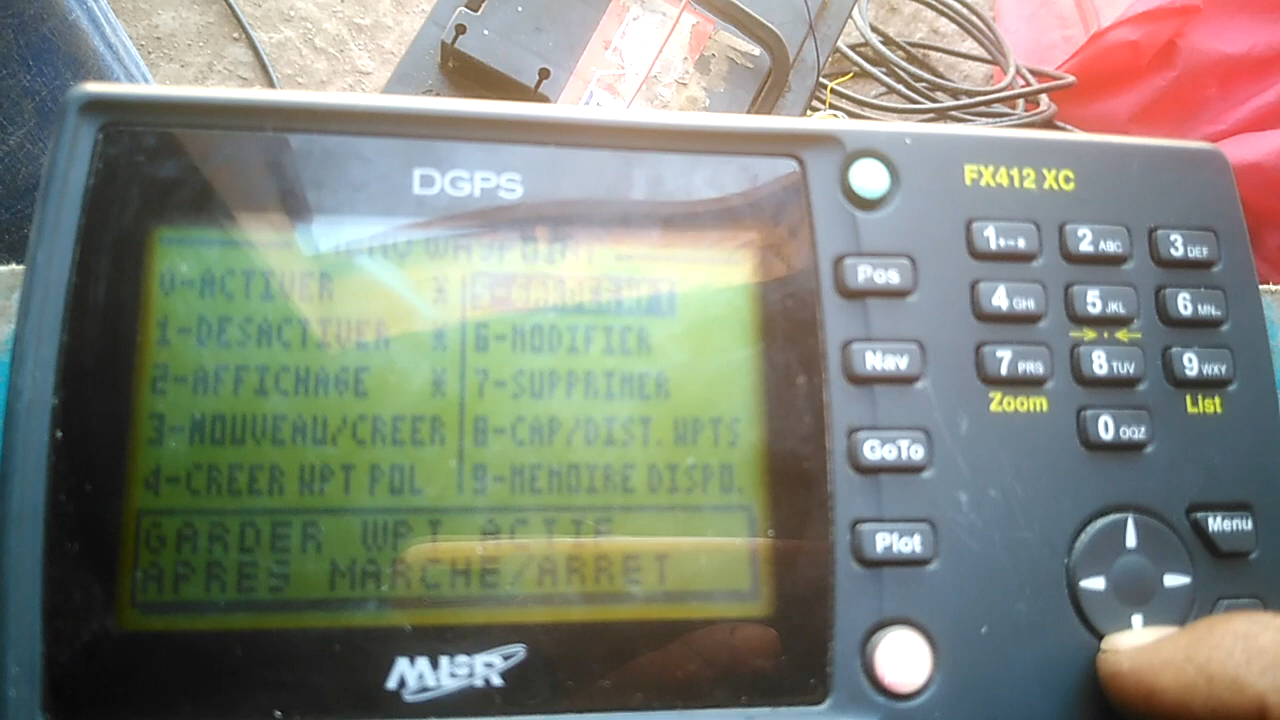 DGPS
FX412 XC
MENU WAYPOINT
0-ACTIVER *
1-DESACTIVER *
2-AFFICHAGE *
3-NOUVEAU/CREER
4-CREER WPT POL
6-MODIFIER
7-SUPPRIMER
8-CAP/DIST. WPTS
9-MEMOIRE DISPO.
GARDER WPT ACTIF
APRES MARCHE/ARRET
MLR
Pos
Nav
GoTo
Plot
1
2 ABC
3 DEF
4 GHI
5 JKL
6 MN
7 PRS
8 TUV
9 WXY
Zoom
List
0 OQZ
Menu